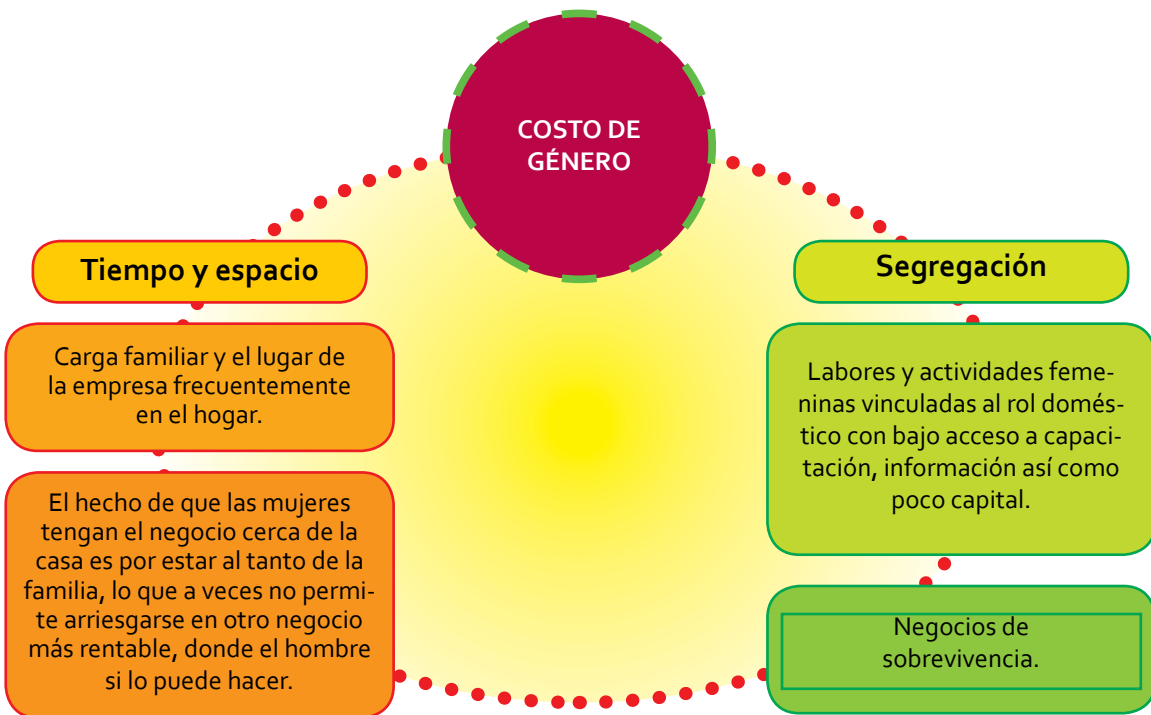 COSTO DE
GÉNERO
Tiempo y espacio
Carga familiar y el lugar de
la empresa frecuentemente
en el hogar.
El hecho de que las mujeres
tengan el negocio cerca de la
casa es por estar al tanto de la
familia, lo que a veces no permi-
te arriesgarse en otro negocio
más rentable, donde el hombre
si lo puede hacer.
Segregación
Labores y actividades feme-
ninas vinculadas al rol domés-
tico con bajo acceso a capaci-
tación, información así como
poco capital.
Negocios de
sobrevivencia.